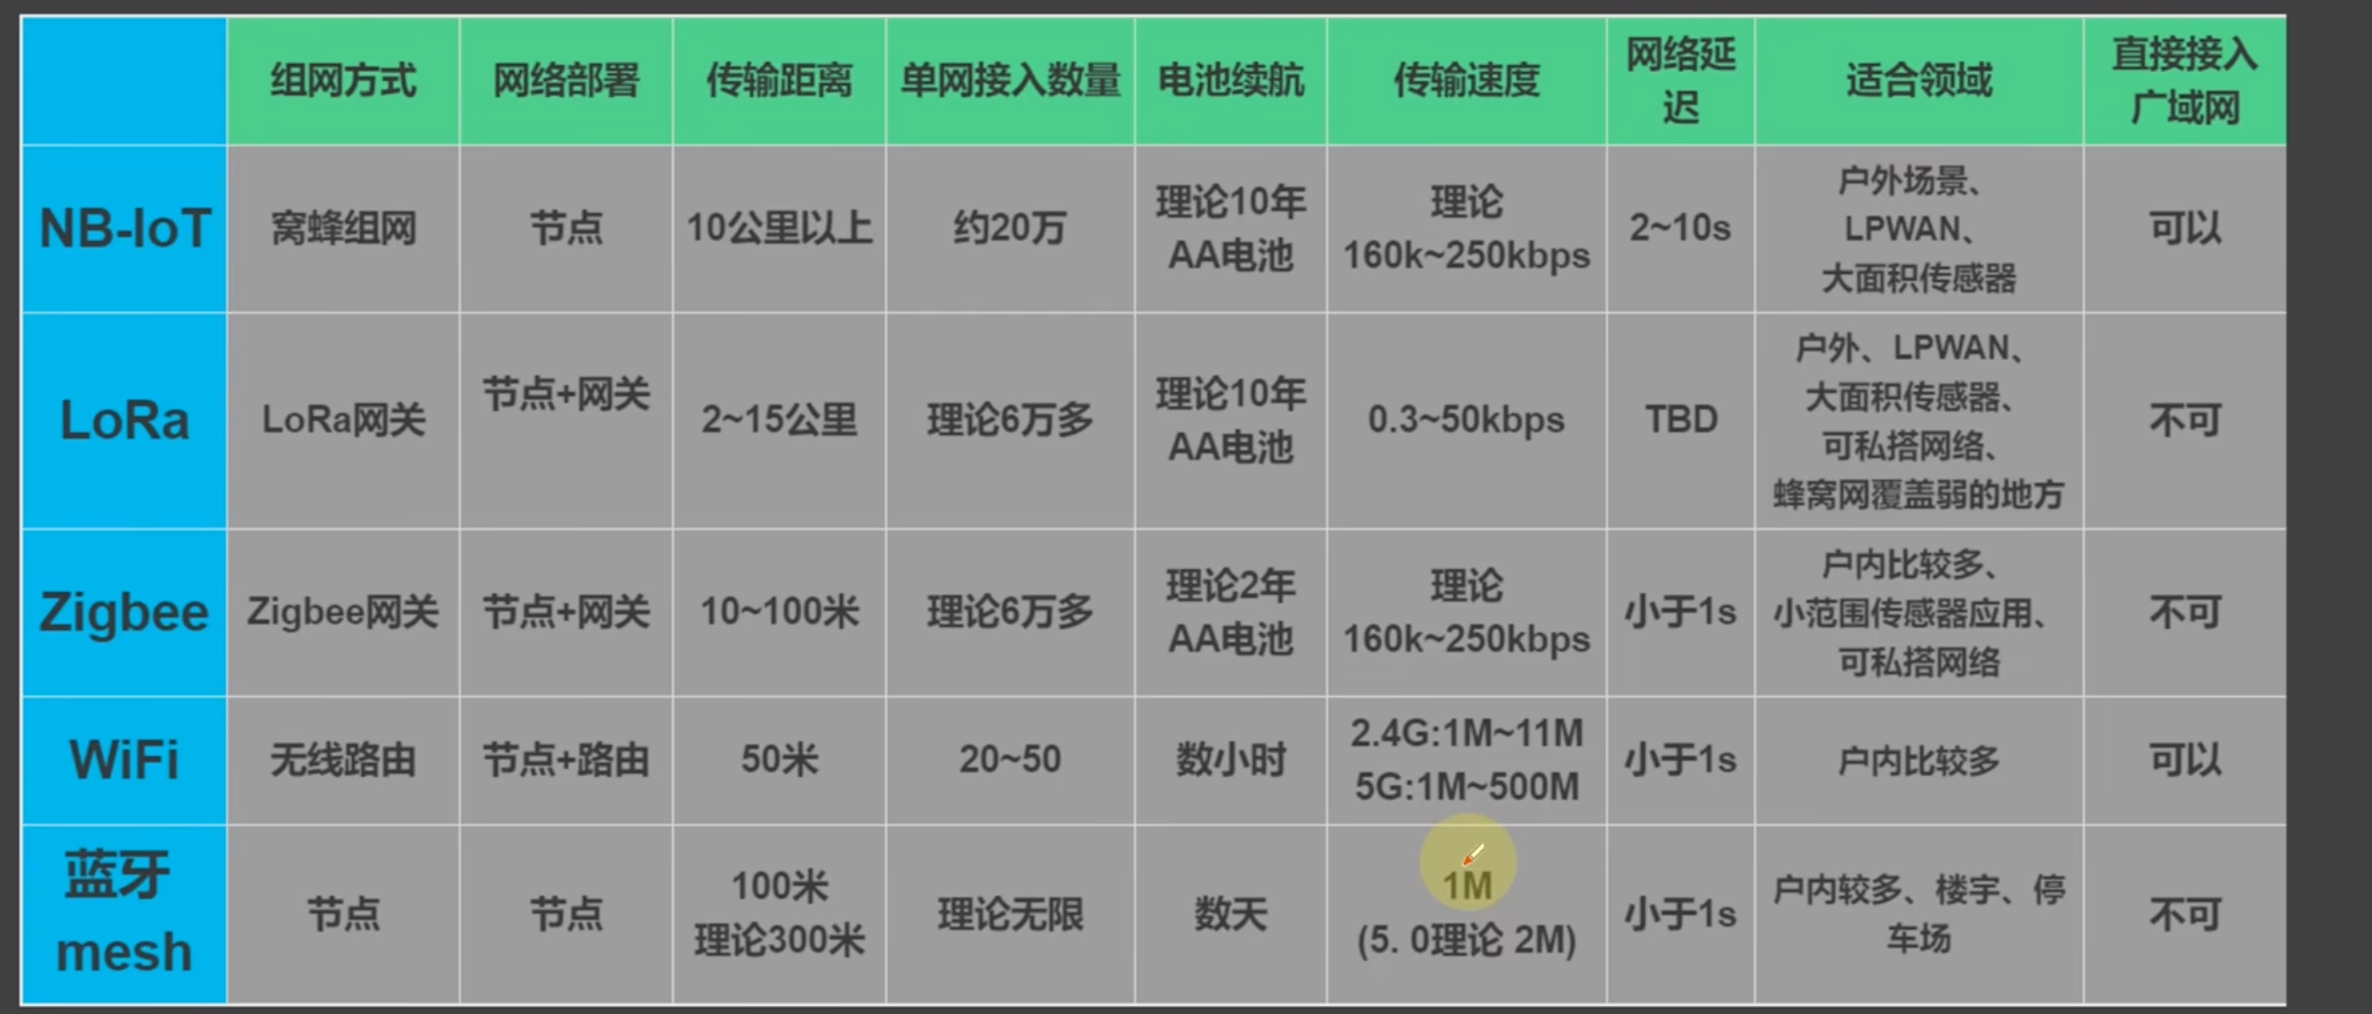 组网方式 网络部署 传输距离 单网接入数量 电池续航 传输速度 网络延迟 适合领域 直接接入广域网
NB-IoT
窝蜂组网
节点
10公里以上
约20万
理论10年
AA电池
理论
160k~250kbps
2~10s
户外场景、
LPWAN、
大面积传感器
可以
LoRa
LoRa网关
节点+网关
2~15公里
理论6万多
理论10年
AA电池
0.3~50kbps
TBD
户外、LPWAN、
大面积传感器、
可私搭网络、
蜂窝网覆盖弱的地方
不可
Zigbee
Zigbee网关
节点+网关
10~100米
理论6万多
理论2年
AA电池
理论
160k~250kbps
小于1s
户内比较多、
小范围传感器应用、
可私搭网络
不可
WiFi
无线路由
节点+路由
50米
20~50
数小时
2.4G:1M~11M
5G:1M~500M
小于1s
户内比较多
可以
蓝牙
mesh
节点
节点
100米
理论300米
理论无限
数天
1M
(5. 0理论 2M)
小于1s
户内较多、楼宇、停
车场
不可